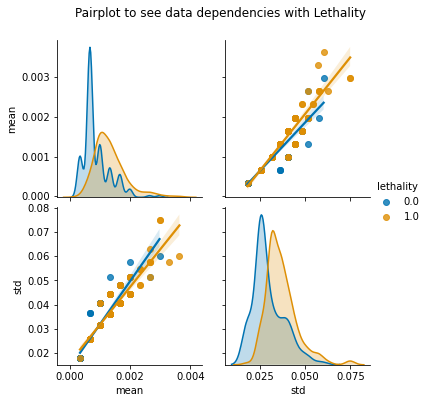 Pairplot to see data dependencies with Lethality
0.003
0.002
0.001
0.000
mean
lethality
0.0
1.0
0.08
0.07
0.06
0.05
0.04
0.03
0.02
std
0.000 0.002 0.004
mean
0.025 0.050 0.075
std